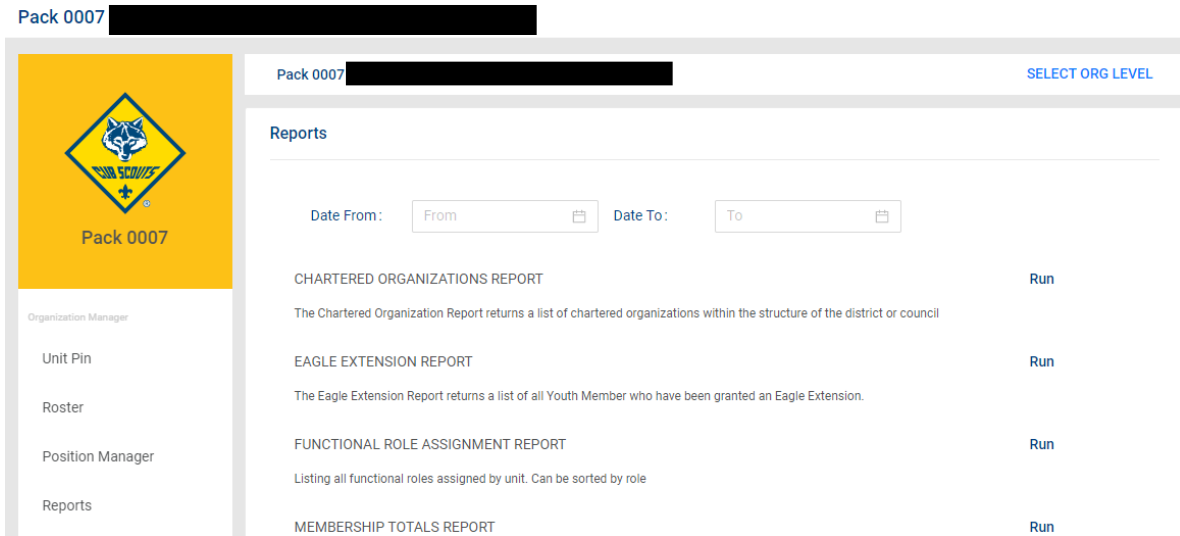 Pack 0007
Pack 0007
SELECT ORG LEVEL
CUB SCOUTS
Pack 0007
Organization Manager
Unit Pin
Roster
Position Manager
Reports
Reports
Date From : From Date To : To
CHARTERED ORGANIZATIONS REPORT Run
The Chartered Organization Report returns a list of chartered organizations within the structure of the district or council
EAGLE EXTENSION REPORT Run
The Eagle Extension Report returns a list of all Youth Member who have been granted an Eagle Extension.
FUNCTIONAL ROLE ASSIGNMENT REPORT Run
Listing all functional roles assigned by unit. Can be sorted by role
MEMBERSHIP TOTALS REPORT Run